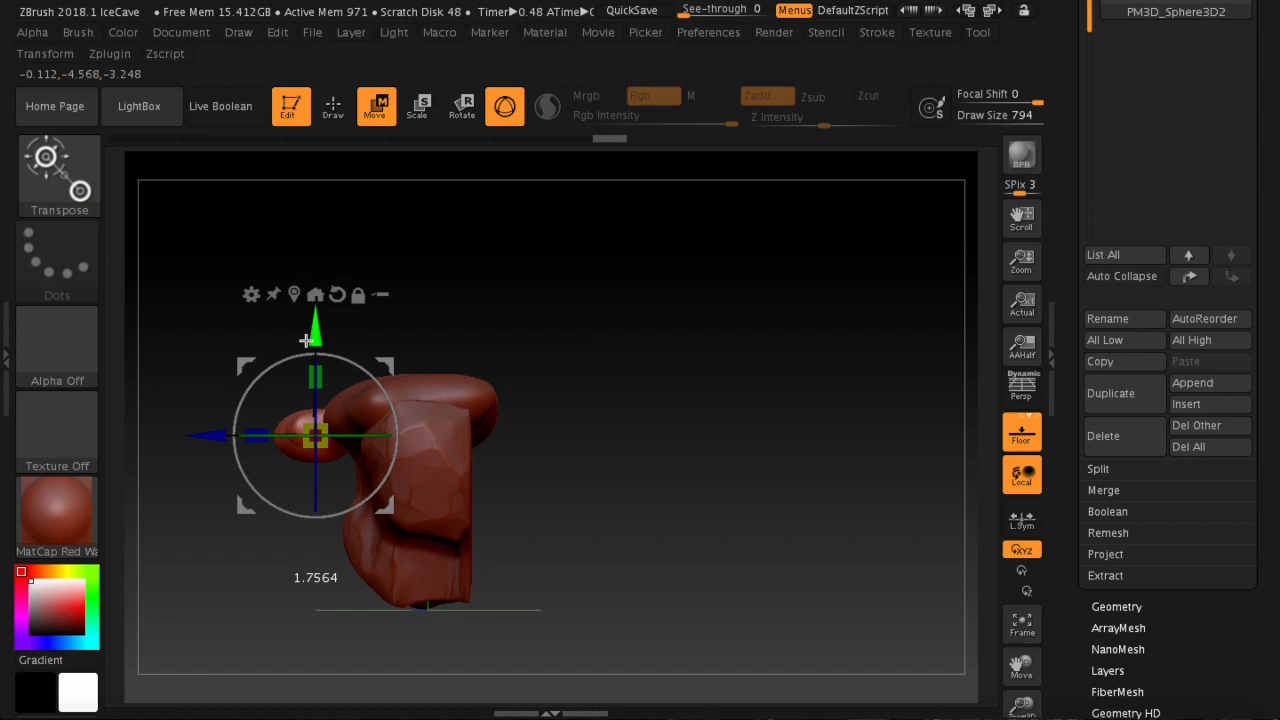 ZBrush 2018.1 IceCave • Free Mem 15.412GB • Active Mem 971 • Scratch Disk 48 • Timer▶0.48 ATime▶ QuickSave See-through 0 Menus DefaultZScript
Alpha Brush Color Document Draw Edit File Layer Light Macro Marker Material Movie Picker Preferences Render Stencil Stroke Texture Tool
Transform Zplugin Zscript
-0.112,-4.568,-3.248
Home Page LightBox Live Boolean Edit Draw Move Scale Rotate
Mrgb Rgb M Zadd Zsub Zcut
Rgb Intensity Z Intensity
Focal Shift 0
Draw Size 794
Transpose
Dots
Alpha Off
Texture Off
MatCap Red Wa
Gradient
1.7564
BPR
SPix 3
Scroll
Zoom
Actual
AAHalf
Dynamic
Persp
Floor
Local
L.Sym
XYZ
Y
Z
Frame
Move
Zoom3D
PM3D_Sphere3D2
List All
Auto Collapse
Rename AutoReorder
All Low All High
Copy Paste
Duplicate Append
Insert
Delete Del Other
Del All
Split
Merge
Boolean
Remesh
Project
Extract
Geometry
ArrayMesh
NanoMesh
Layers
FiberMesh
Geometry HD